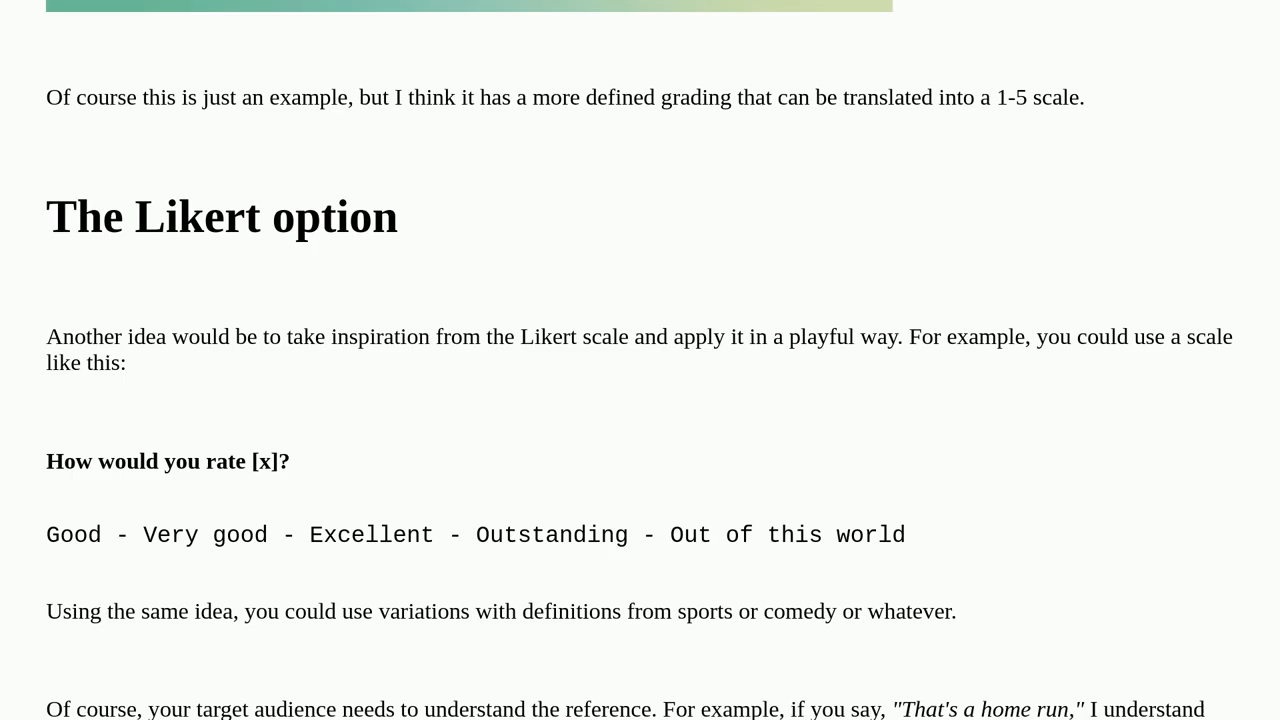 Of course this is just an example, but I think it has a more defined grading that can be translated into a 1-5 scale.
The Likert option
Another idea would be to take inspiration from the Likert scale and apply it in a playful way. For example, you could use a scale
like this:
How would you rate [x]?
Good - Very good - Excellent - Outstanding - Out of this world
Using the same idea, you could use variations with definitions from sports or comedy or whatever.
Of course, your target audience needs to understand the reference. For example, if you say, "That's a home run," I understand